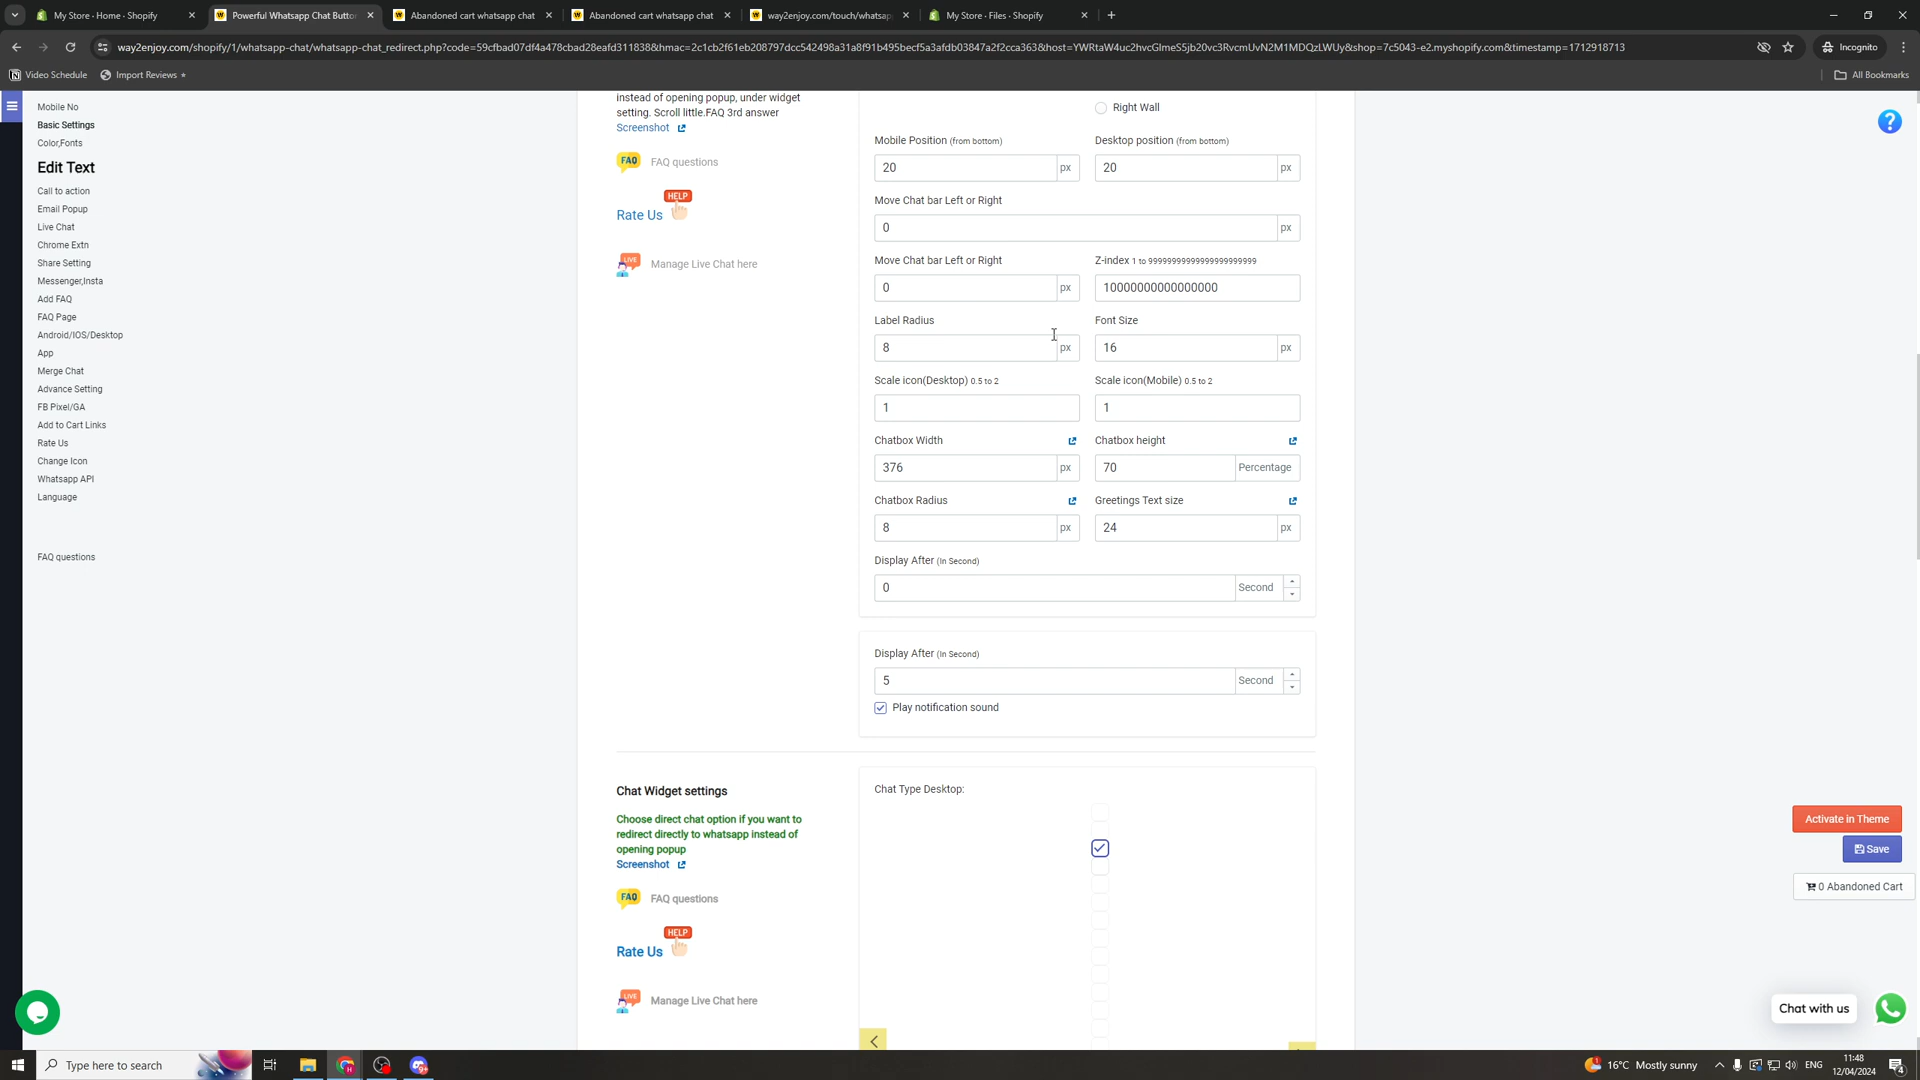 My Store · Home · Shopify
Powerful Whatsapp Chat Button
Abandoned cart whatsapp chat
Abandoned cart whatsapp chat
way2enjoy.com/touch/whatsapp
My Store · Files · Shopify
way2enjoy.com/shopify/1/whatsapp-chat/whatsapp-chat_redirect.php?code=59cfbad07df4a478cbad28eafd311838&hmac=2c1cb2f61eb208797dcc542498a31a8f91b495becf5a3afdb03847a2f2cca363&host=YWRtaW4uc2hvcGlmeS5jb20vc3RvcmUvN2M1MDQzLWUy&shop=7c5043-e2.myshopify.com&timestamp=1712918713
Incognito
Video Schedule
Import Reviews
All Bookmarks
Mobile No
Basic Settings
Color,Fonts
Edit Text
Call to action
Email Popup
Live Chat
Chrome Extn
Share Setting
Messenger,Insta
Add FAQ
FAQ Page
Android/IOS/Desktop
App
Merge Chat
Advance Setting
FB Pixel/GA
Add to Cart Links
Rate Us
Change Icon
Whatsapp API
Language
FAQ questions
instead of opening popup, under widget
setting. Scroll little.FAQ 3rd answer
Screenshot
FAQ
FAQ questions
HELP
Rate Us
LIVE
Manage Live Chat here
Right Wall
Mobile Position (from bottom)
Desktop position (from bottom)
20 px
20 px
Move Chat bar Left or Right
0 px
Move Chat bar Left or Right
Z-index 1 to 99999999999999999999999
0 px
10000000000000000
Label Radius
Font Size
8 px
16 px
Scale icon(Desktop) 0.5 to 2
Scale icon(Mobile) 0.5 to 2
1
1
Chatbox Width
Chatbox height
376 px
70 Percentage
Chatbox Radius
Greetings Text size
8 px
24 px
Display After (In Second)
0 Second
Display After (In Second)
5 Second
Play notification sound
Chat Widget settings
Choose direct chat option if you want to
redirect directly to whatsapp instead of
opening popup
Screenshot
FAQ
FAQ questions
HELP
Rate Us
LIVE
Manage Live Chat here
Chat Type Desktop:
Activate in Theme
Save
0 Abandoned Cart
Chat with us
Type here to search
16°C Mostly sunny
ENG
11:48
12/04/2024
4